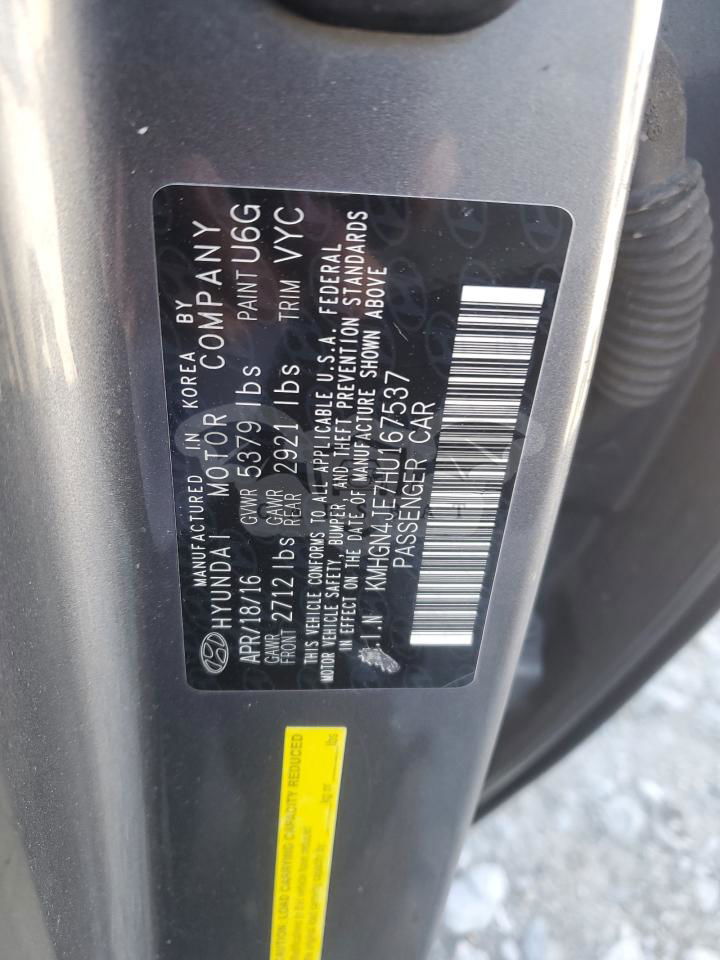 MANUFACTURED IN KOREA BY
HYUNDAI MOTOR COMPANY
APR/18/16 GVWR 5379 lbs PAINT U6G
GAWR FRONT 2712 lbs GAWR REAR 2921 lbs TRIM VYC
THIS VEHICLE CONFORMS TO ALL APPLICABLE U.S.A. FEDERAL
MOTOR VEHICLE SAFETY, BUMPER, AND THEFT PREVENTION STANDARDS
IN EFFECT ON THE DATE OF MANUFACTURE SHOWN ABOVE
.I.N KMHGN4JE7HU167537
PASSENGER CAR
CAUTION: LOAD CARRYING CAPACITY REDUCED
kg or lbs